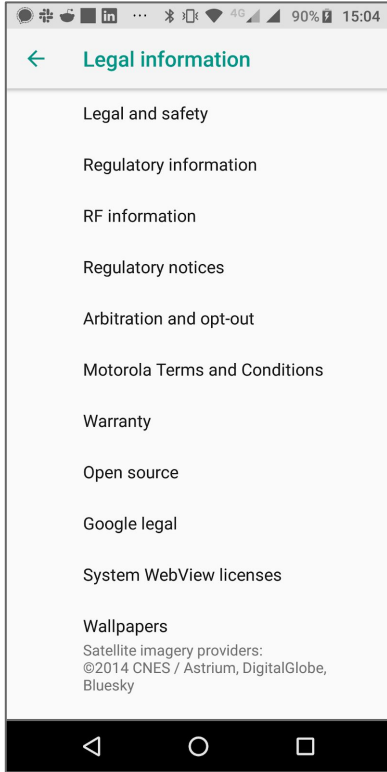 in ... 4G 90% 15:04
Legal information
Legal and safety
Regulatory information
RF information
Regulatory notices
Arbitration and opt-out
Motorola Terms and Conditions
Warranty
Open source
Google legal
System WebView licenses
Wallpapers
Satellite imagery providers:
©2014 CNES / Astrium, DigitalGlobe,
Bluesky